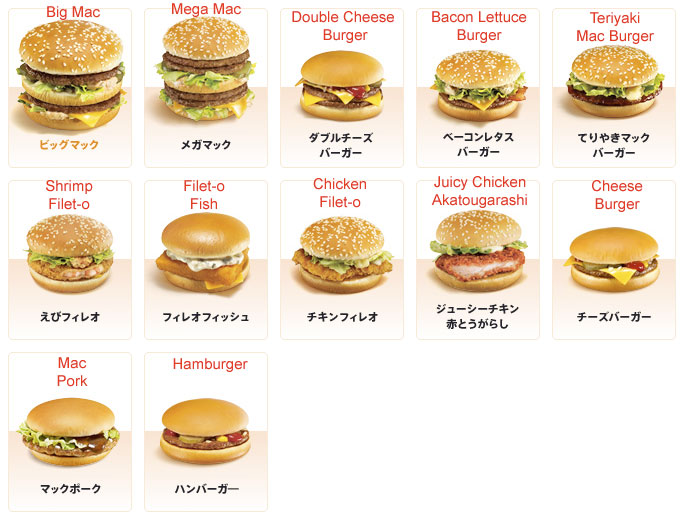 Big Mac
ビッグマック
Mega Mac
メガマック
Double Cheese
Burger
ダブルチーズ
バーガー
Bacon Lettuce
Burger
ベーコンレタス
バーガー
Teriyaki
Mac Burger
てりやきマック
バーガー
Shrimp
Filet-o
えびフィレオ
Filet-o
Fish
フィレオフィッシュ
Chicken
Filet-o
チキンフィレオ
Juicy Chicken
Akatougarashi
ジューシーチキン
赤とうがらし
Cheese
Burger
チーズバーガー
Mac
Pork
マックポーク
Hamburger
ハンバーガー